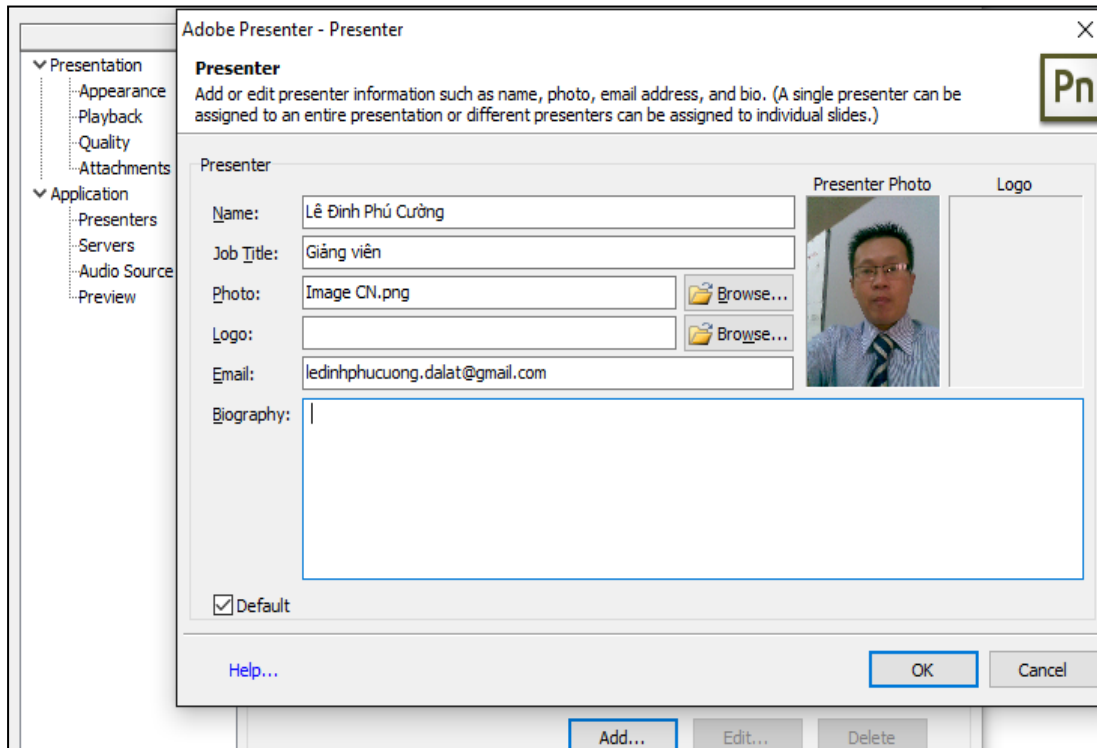 Adobe Presenter - Presenter
Presenter
Add or edit presenter information such as name, photo, email address, and bio. (A single presenter can be
assigned to an entire presentation or different presenters can be assigned to individual slides.)
Pn
Presentation
Appearance
Playback
Quality
Attachments
Application
Presenters
Servers
Audio Source
Preview
Presenter
Presenter Photo
Logo
Name:
Lê Đình Phú Cường
Job Title:
Giảng viên
Photo:
Image CN.png
Browse...
Logo:
Browse...
Email:
ledinhphucuong.dalat@gmail.com
Biography:
Default
Help...
OK
Cancel
Add...
Edit...
Delete